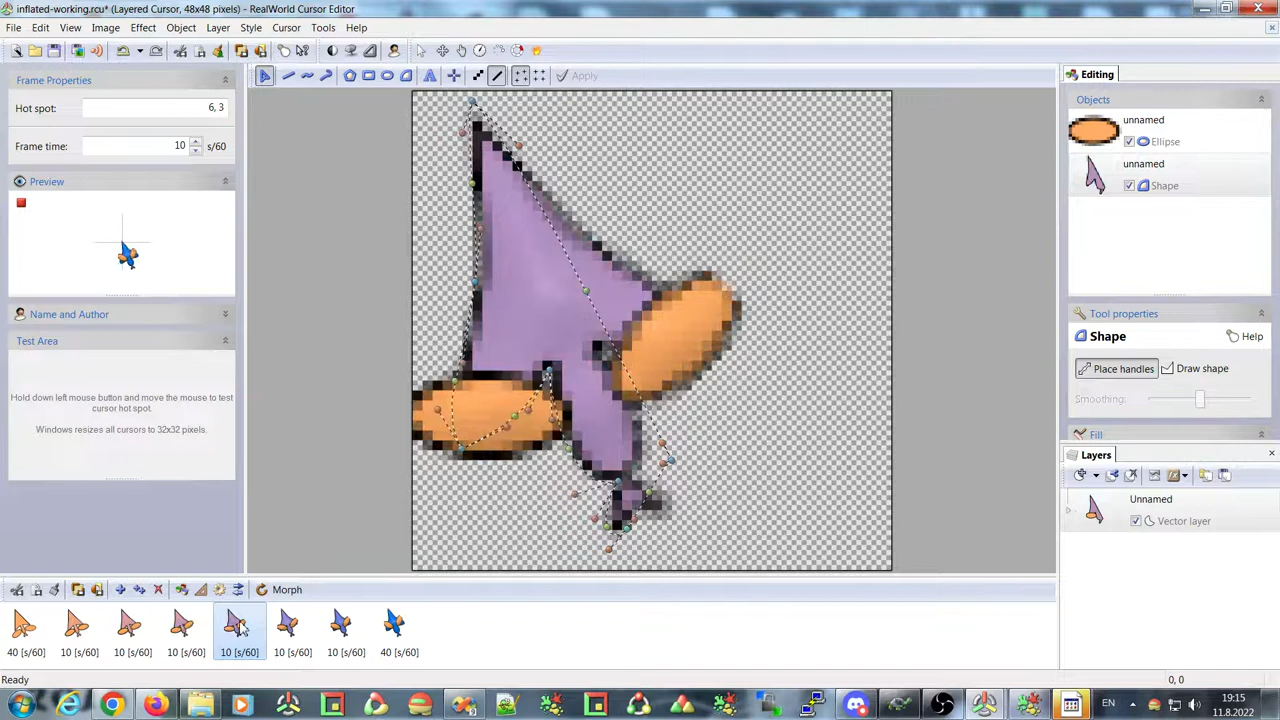 inflated-working.rcu* (Layered Cursor, 48x48 pixels) - RealWorld Cursor Editor
File Edit View Image Effect Object Layer Style Cursor Tools Help
Apply
Frame Properties
Hot spot: 6, 3
Frame time: 10 s/60
Preview
Name and Author
Test Area
Hold down left mouse button and move the mouse to test
cursor hot spot.
Windows resizes all cursors to 32x32 pixels.
Editing
Objects
unnamed
Ellipse
unnamed
Shape
Tool properties
Shape Help
Place handles Draw shape
Smoothing:
Fill
Layers
Unnamed
Vector layer
Morph
40 [s/60] 10 [s/60] 10 [s/60] 10 [s/60] 10 [s/60] 10 [s/60] 10 [s/60] 40 [s/60]
Ready 0, 0
EN 19:15
11.8.2022